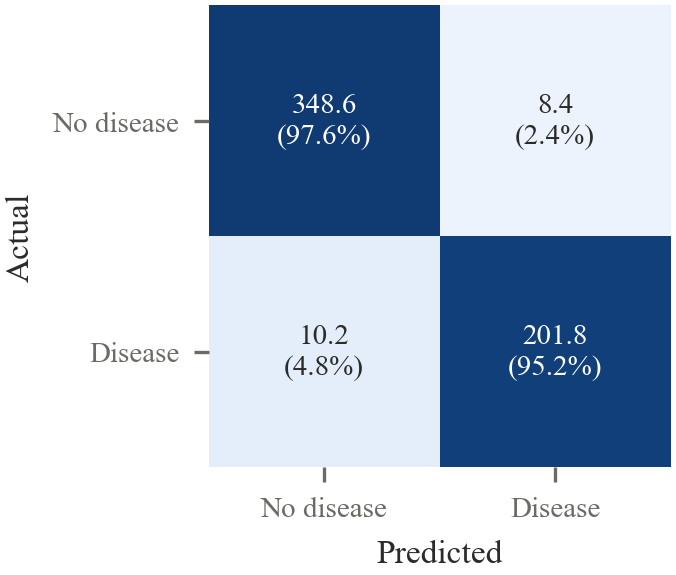 348.6
(97.6%)
8.4
(2.4%)
No disease
Actual
10.2
(4.8%)
201.8
(95.2%)
Disease
No disease
Disease
Predicted